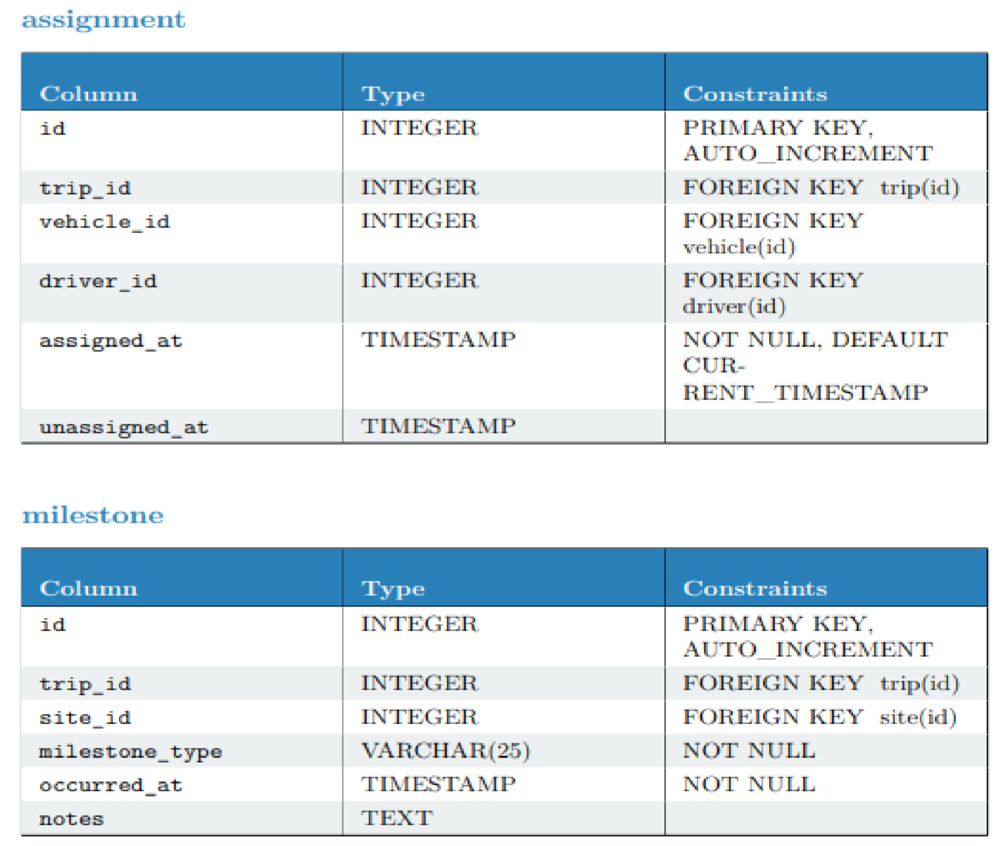 assignment
Column Type Constraints
id INTEGER PRIMARY KEY,
AUTO_INCREMENT
trip_id INTEGER FOREIGN KEY trip(id)
vehicle_id INTEGER FOREIGN KEY
vehicle(id)
driver_id INTEGER FOREIGN KEY
driver(id)
assigned_at TIMESTAMP NOT NULL, DEFAULT
CUR-
RENT_TIMESTAMP
unassigned_at TIMESTAMP
milestone
Column Type Constraints
id INTEGER PRIMARY KEY,
AUTO_INCREMENT
trip_id INTEGER FOREIGN KEY trip(id)
site_id INTEGER FOREIGN KEY site(id)
milestone_type VARCHAR(25) NOT NULL
occurred_at TIMESTAMP NOT NULL
notes TEXT